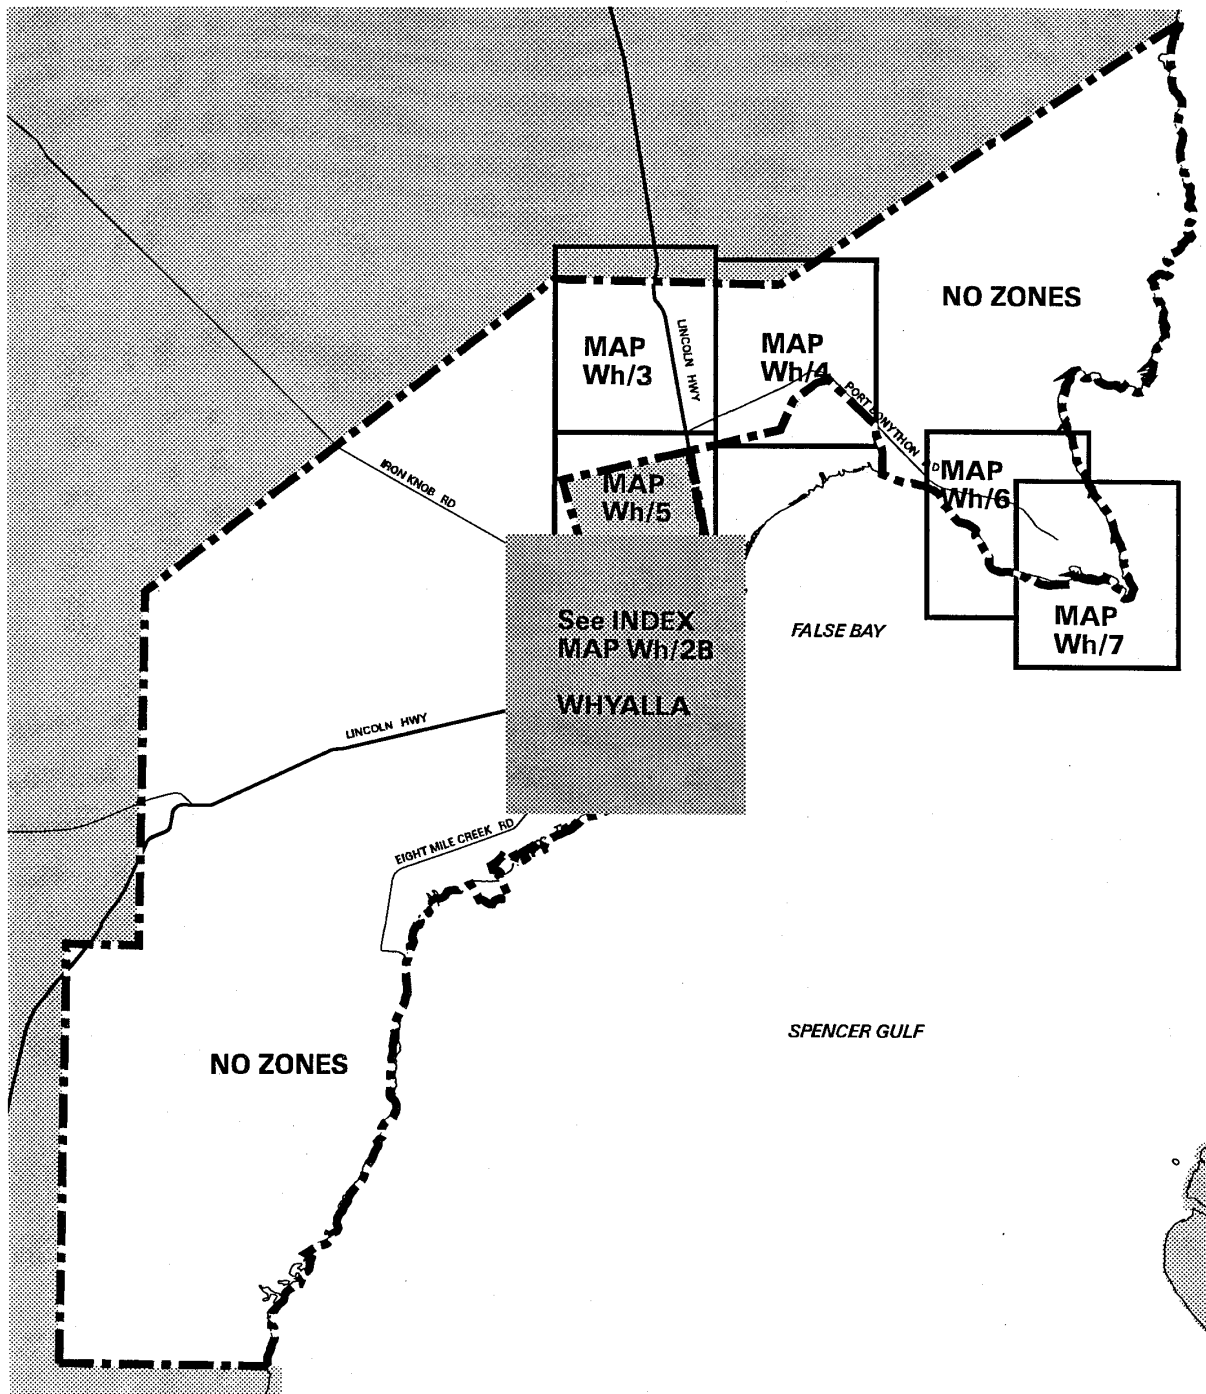 NO ZONES
MAP
Wh/3
LINCOLN HWY
MAP
Wh/4
PORT BONYTHON RD
IRON KNOB RD
MAP
Wh/5
MAP
Wh/6
See INDEX
MAP Wh/2B
WHYALLA
FALSE BAY
MAP
Wh/7
LINCOLN HWY
EIGHT MILE CREEK RD
SPENCER GULF
NO ZONES